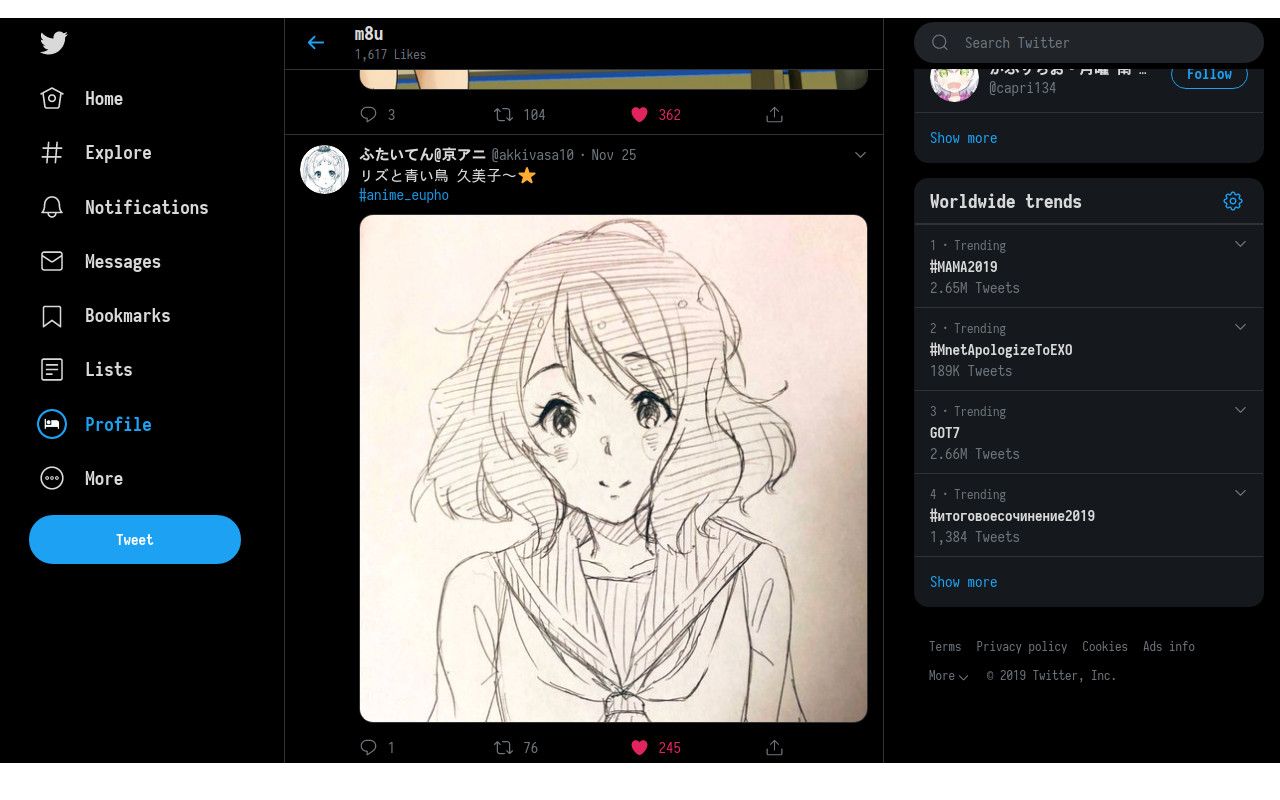 Home
Explore
Notifications
Messages
Bookmarks
Lists
Profile
More
Tweet
m8u
1,617 Likes
3 104 362
ふたいてん@京アニ @akkivasa10 · Nov 25
リズと青い鳥 久美子〜⭐
#anime_eupho
1 76 245
Search Twitter
Follow
@capri134
Show more
Worldwide trends
1 · Trending
#MAMA2019
2.65M Tweets
2 · Trending
#MnetApologizeToEXO
189K Tweets
3 · Trending
GOT7
2.66M Tweets
4 · Trending
#итоговоесочинение2019
1,384 Tweets
Show more
Terms Privacy policy Cookies Ads info
More © 2019 Twitter, Inc.